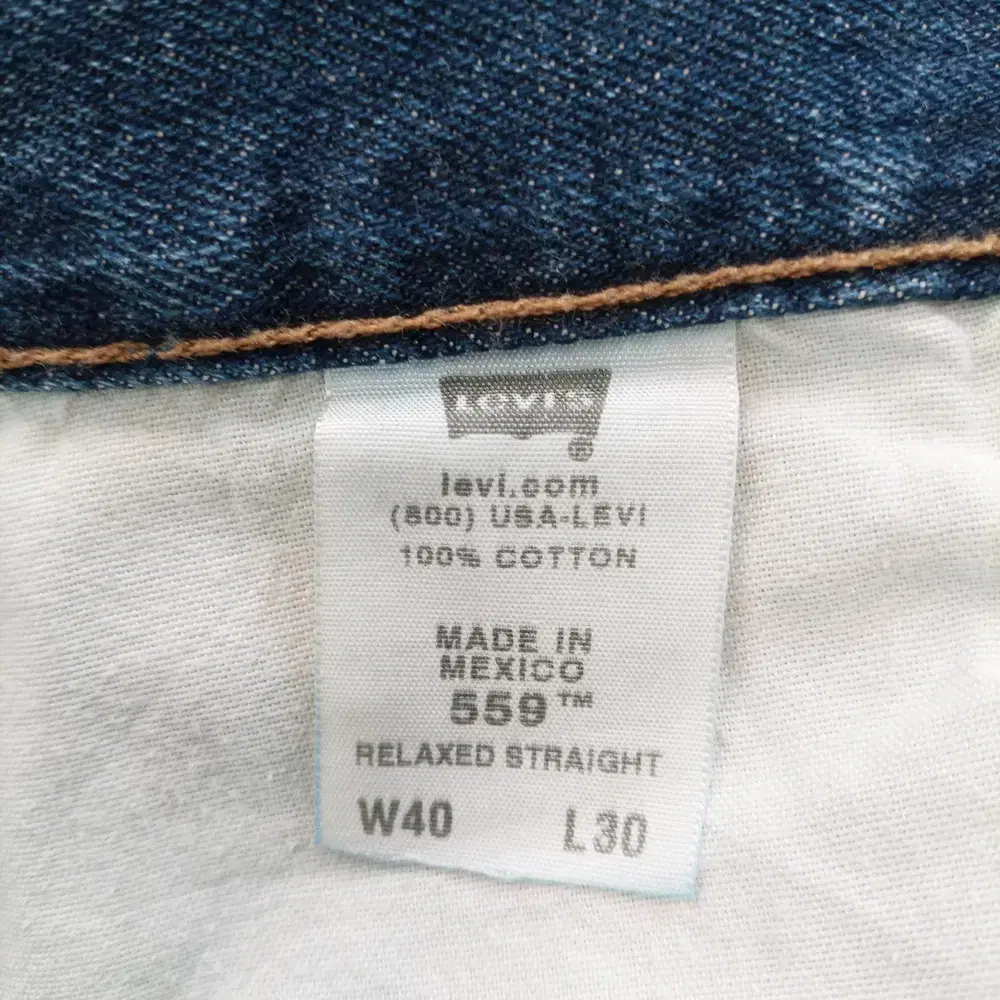 LEVI'S
®
levi.com
(800) USA-LEVI
100% COTTON
MADE IN
MEXICO
559™
RELAXED STRAIGHT
W40 L30